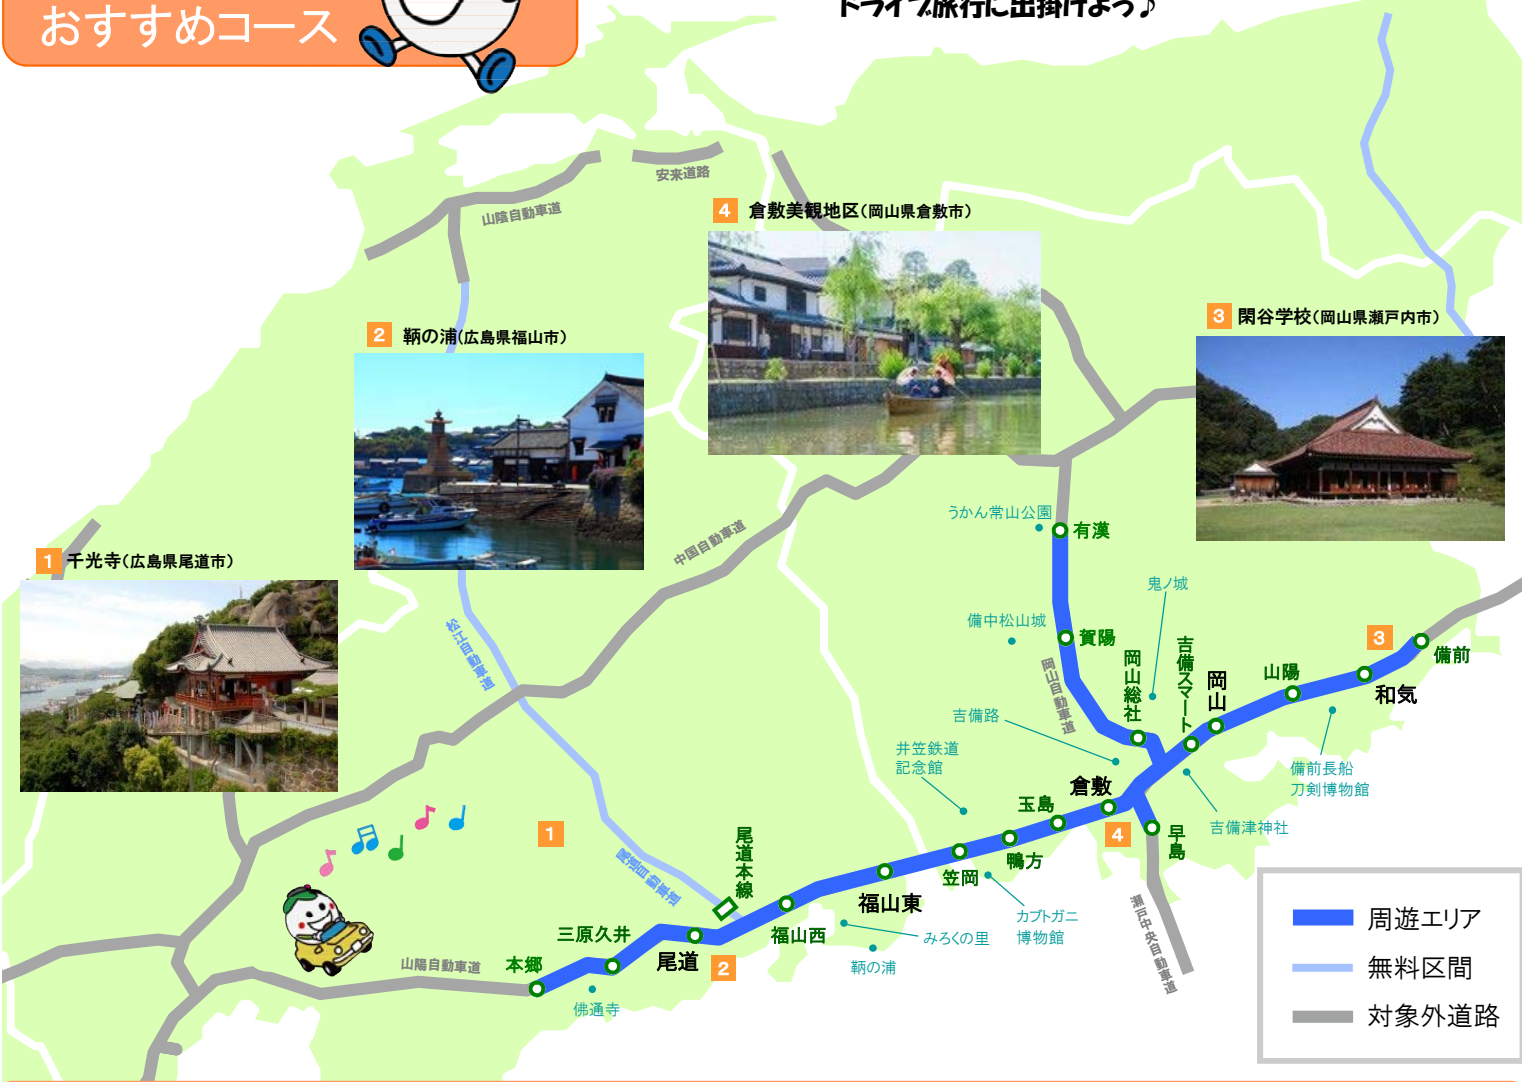 おすすめコース
ドライブ旅行に出掛けよう♪
安来道路
山陰自動車道
4 倉敷美観地区(岡山県倉敷市)
3 閑谷学校(岡山県瀬戸内市)
2 鞆の浦(広島県福山市)
1 千光寺(広島県尾道市)
中国自動車道
松江自動車道
うかん常山公園
有漢
備中松山城
賀陽
岡山自動車道
鬼ノ城
岡山総社
吉備スマート
岡山
山陽
3
備前
和気
吉備路
井笠鉄道
記念館
備前長船
刀剣博物館
吉備津神社
倉敷
玉島
4
早島
鴨方
笠岡
カブトガニ
博物館
瀬戸中央自動車道
1
尾道自動車道
尾道本線
福山東
福山西
みろくの里
鞆の浦
三原久井
尾道
2
本郷
山陽自動車道
佛通寺
周遊エリア
無料区間
対象外道路